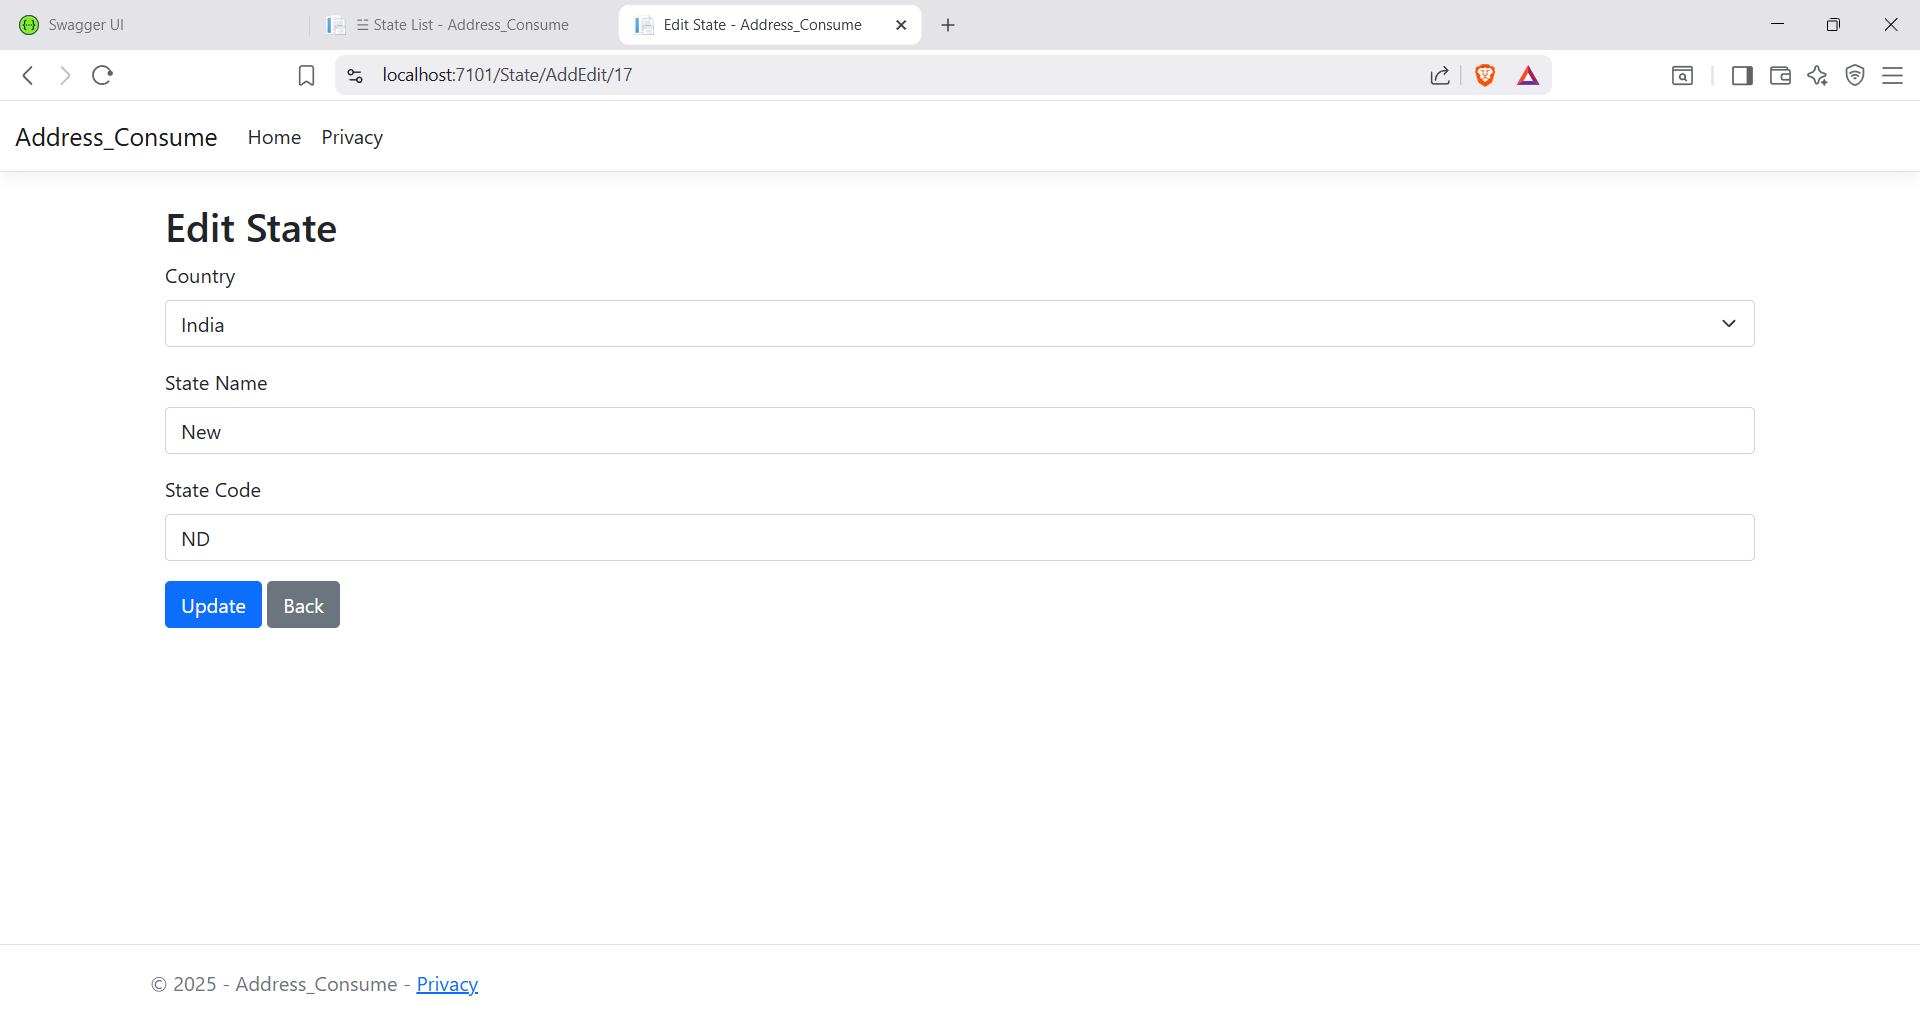 Swagger UI
State List - Address_Consume
Edit State - Address_Consume
localhost:7101/State/AddEdit/17
Address_Consume Home Privacy
Edit State
Country
India
State Name
New
State Code
ND
Update Back
© 2025 - Address_Consume - Privacy